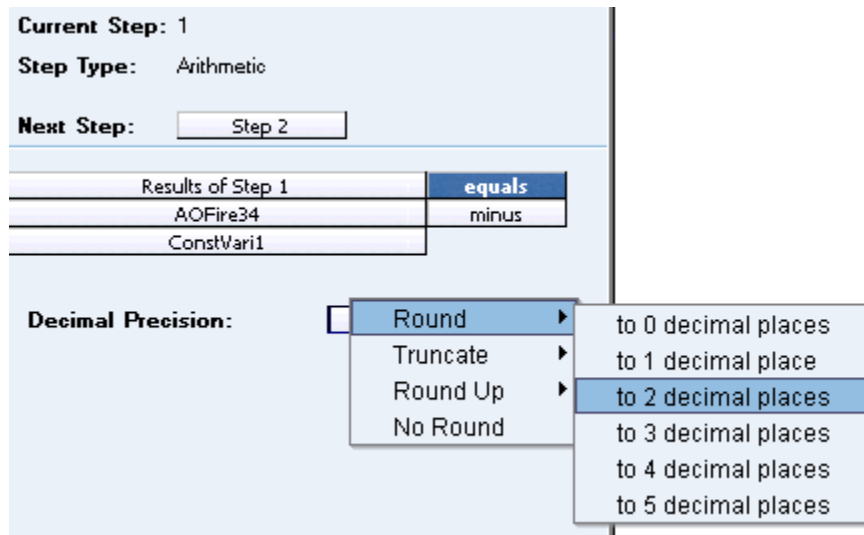 Current Step: 1
Step Type: Arithmetic
Next Step: Step 2
Results of Step 1 equals
AOFire34 minus
ConstVari1
Decimal Precision:
Round
Truncate
Round Up
No Round
to 0 decimal places
to 1 decimal place
to 2 decimal places
to 3 decimal places
to 4 decimal places
to 5 decimal places